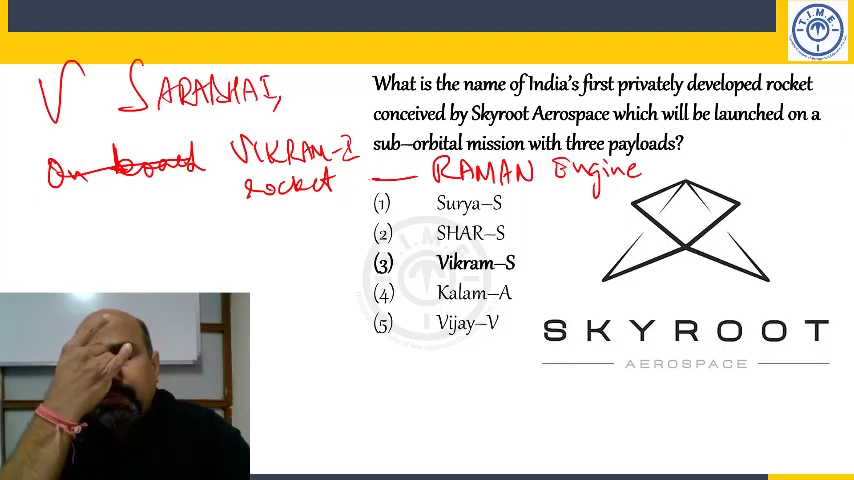 T.I.M.E.
V SARABHAI,
On board VIKRAM-I
rocket
What is the name of India's first privately developed rocket
conceived by Skyroot Aerospace which will be launched on a
sub-orbital mission with three payloads?
— RAMAN Engine
(1) Surya-S
(2) SHAR-S
(3) Vikram-S
(4) Kalam-A
(5) Vijay-V
SKYROOT
AEROSPACE